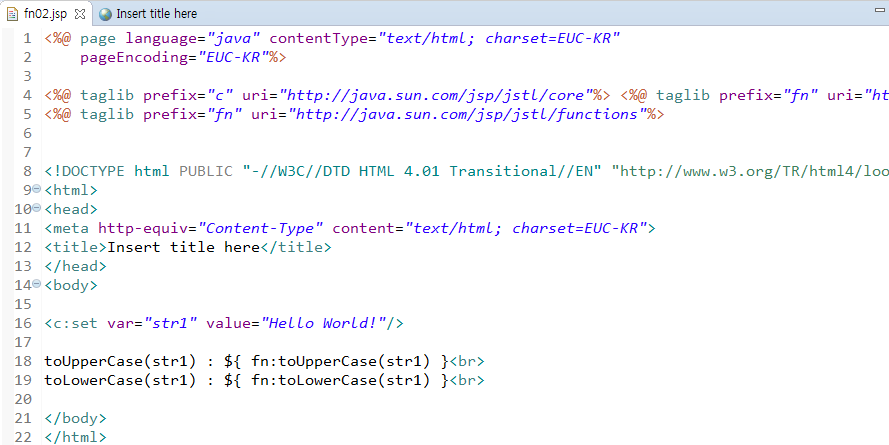 fn02.jsp Insert title here
1 <%@ page language="java" contentType="text/html; charset=EUC-KR"
2 pageEncoding="EUC-KR"%>
3
4 <%@ taglib prefix="c" uri="http://java.sun.com/jsp/jstl/core"%> <%@ taglib prefix="fn" uri="ht
5 <%@ taglib prefix="fn" uri="http://java.sun.com/jsp/jstl/functions"%>
6
7
8 <!DOCTYPE html PUBLIC "-//W3C//DTD HTML 4.01 Transitional//EN" "http://www.w3.org/TR/html4/loo
9 <html>
10 <head>
11 <meta http-equiv="Content-Type" content="text/html; charset=EUC-KR">
12 <title>Insert title here</title>
13 </head>
14 <body>
15
16 <c:set var="str1" value="Hello World!"/>
17
18 toUpperCase(str1) : ${ fn:toUpperCase(str1) }<br>
19 toLowerCase(str1) : ${ fn:toLowerCase(str1) }<br>
20
21 </body>
22 </html>